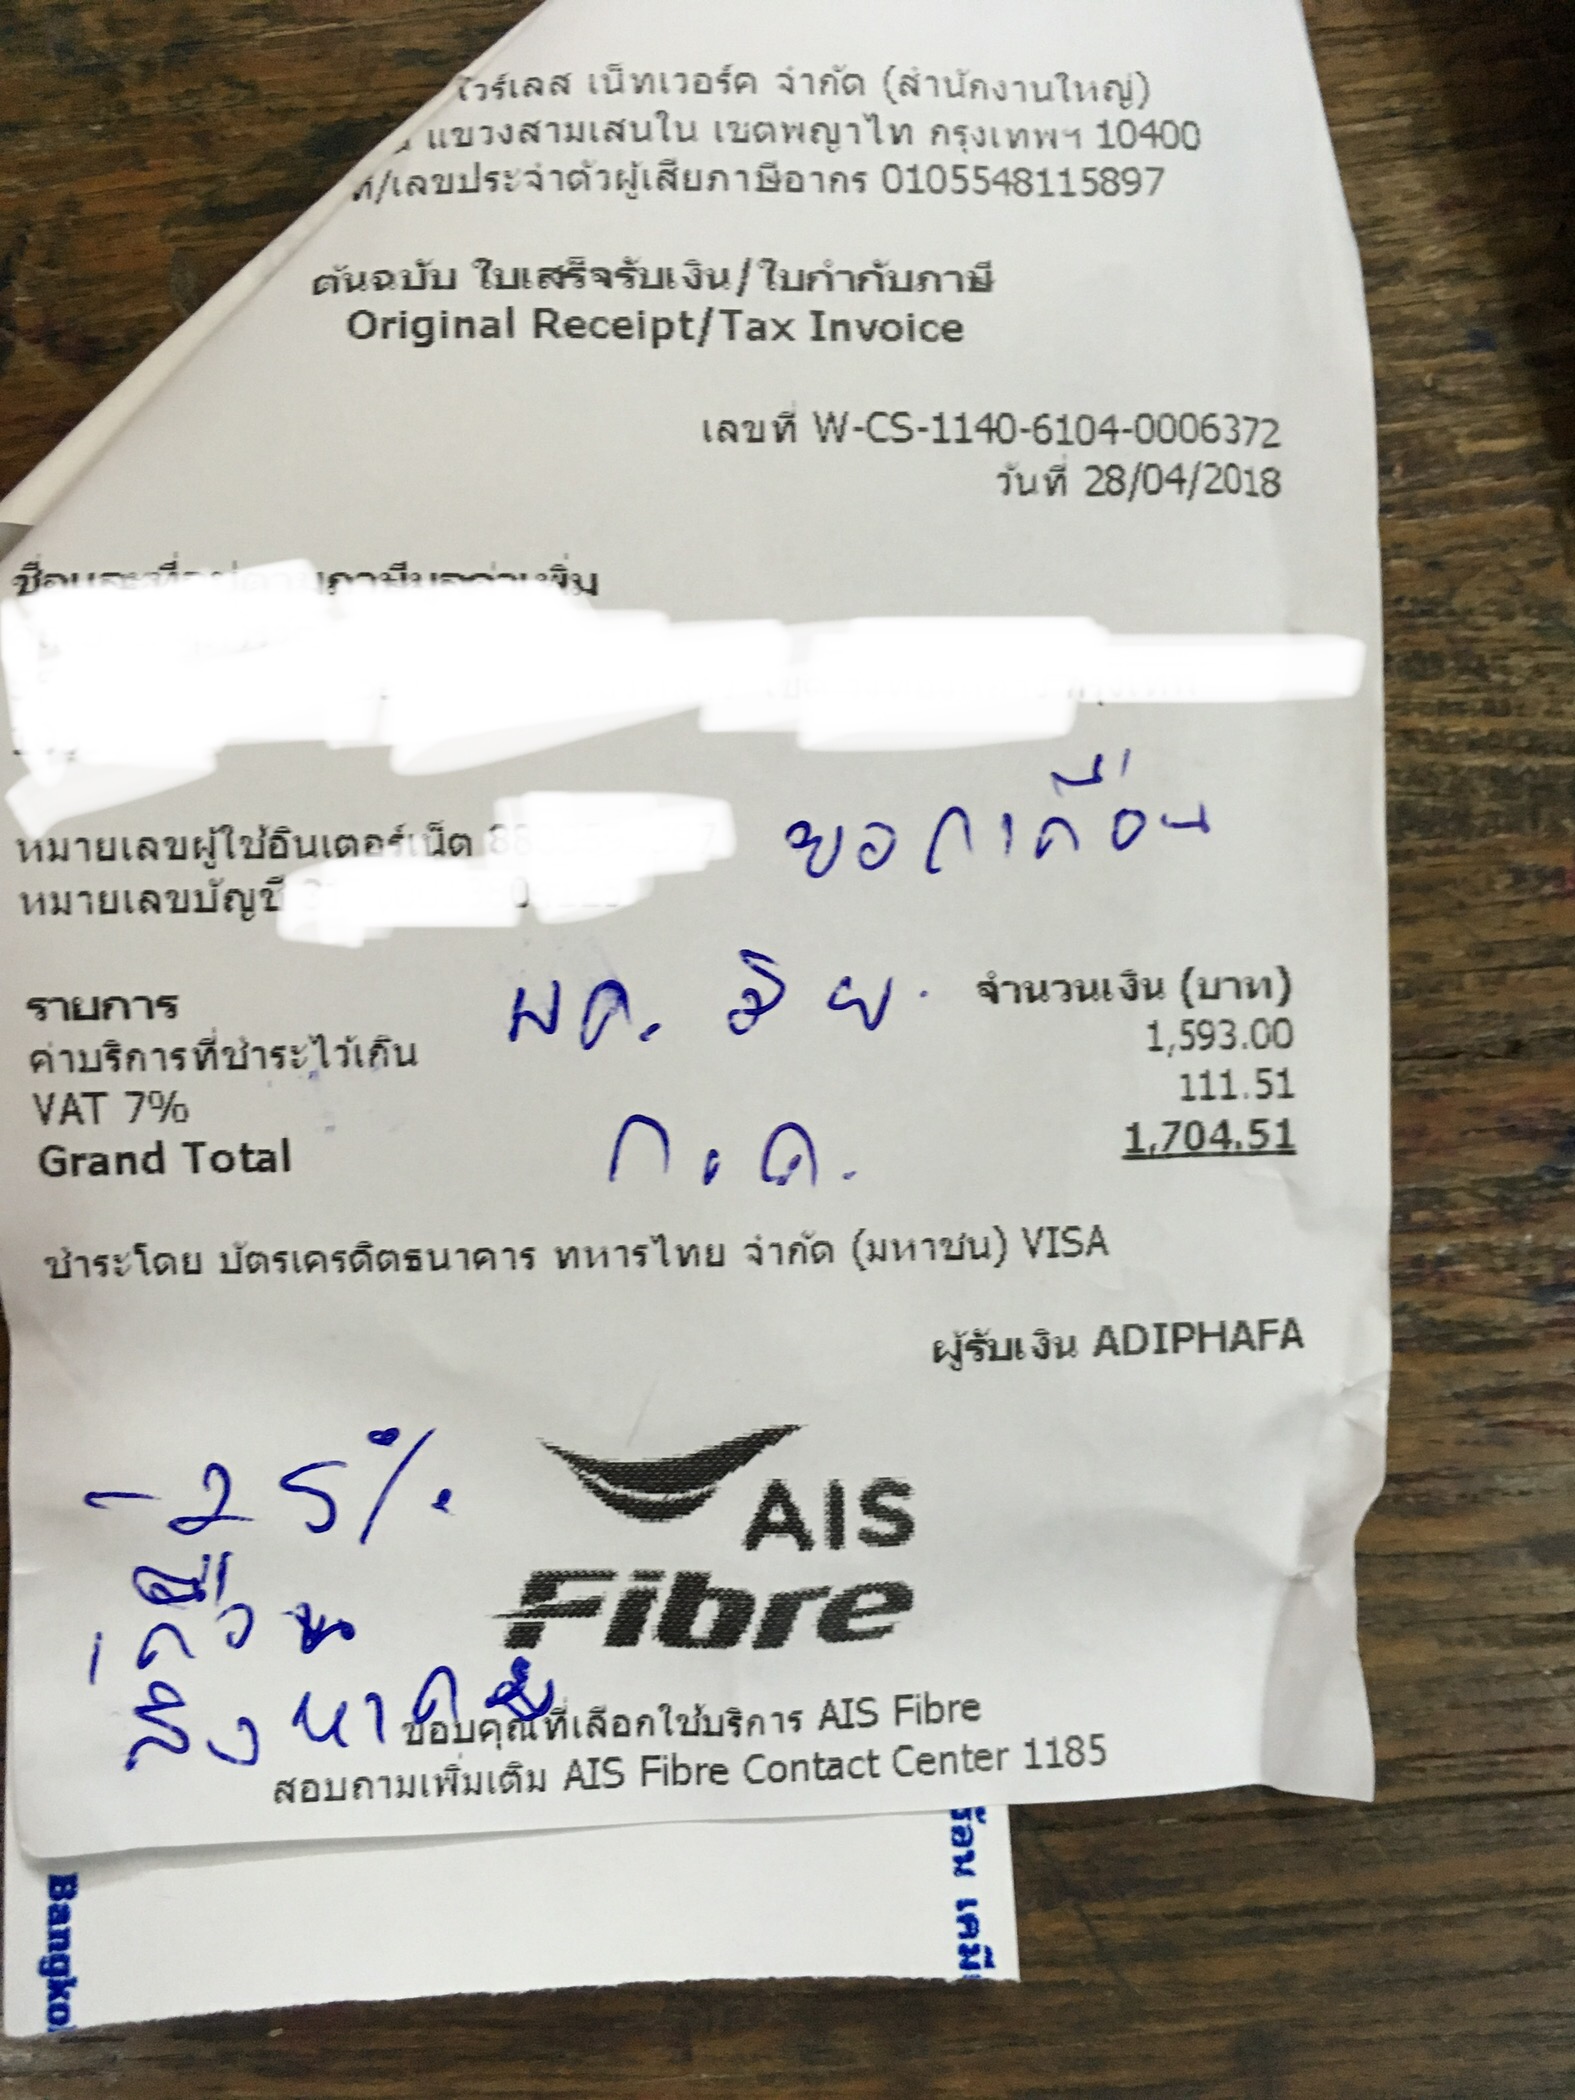 ไวร์เลส เน็ทเวอร์ค จำกัด (สำนักงานใหญ่)
แขวงสามเสนใน เขตพญาไท กรุงเทพฯ 10400
/เลขประจำตัวผู้เสียภาษีอากร 0105548115897
ต้นฉบับ ใบเสร็จรับเงิน/ใบกำกับภาษี
Original Receipt/Tax Invoice
เลขที่ W-CS-1140-6104-0006372
วันที่ 28/04/2018
หมายเลขผู้ใช้อินเตอร์เน็ต
หมายเลขบัญชี
พค. มิย.
รายการ จำนวนเงิน (บาท)
ค่าบริการที่ชำระไว้เกิน 1,593.00
VAT 7% 111.51
Grand Total 1,704.51
ก.ค.
ชำระโดย บัตรเครดิตธนาคาร ทหารไทย จำกัด (มหาชน) VISA
ผู้รับเงิน ADIPHAFA
-25%
เดือน
สิงหาคม
AIS
Fibre
ขอบคุณที่เลือกใช้บริการ AIS Fibre
สอบถามเพิ่มเติม AIS Fibre Contact Center 1185